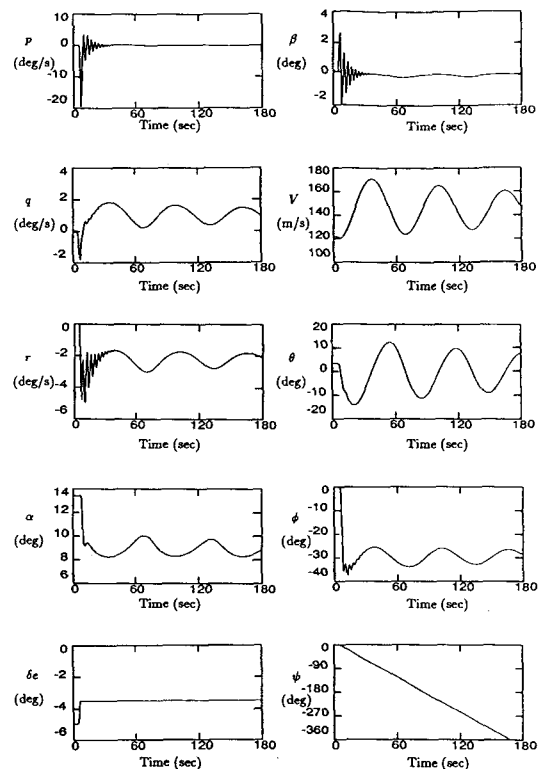 10
p
0
(deg/s)
-10
-20
0 60 120 180
Time (sec)
4
β
2
(deg)
0
-2
0 60 120 180
Time (sec)
4
q
2
(deg/s)
0
-2
0 60 120 180
Time (sec)
180
V
160
(m/s)
140
120
100
0 60 120 180
Time (sec)
0
r
-2
(deg/s)
-4
-6
0 60 120 180
Time (sec)
20
θ
10
(deg)
0
-10
-20
0 60 120 180
Time (sec)
14
α
12
(deg)
10
8
6
0 60 120 180
Time (sec)
0
-10
φ
-20
(deg)
-30
-40
0 60 120 180
Time (sec)
0
δe
-2
(deg)
-4
-6
0 60 120 180
Time (sec)
0
-90
ψ
-180
(deg)
-270
-360
0 60 120 180
Time (sec)